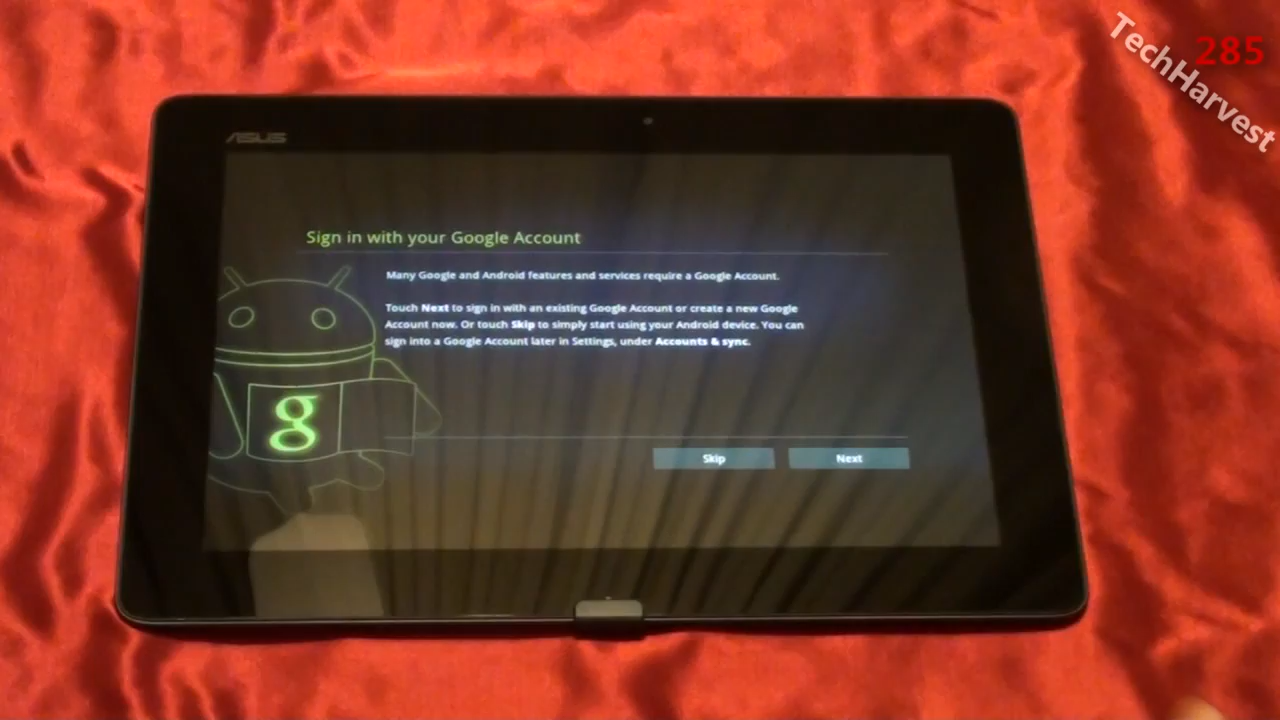 TechHarvest
285
ASUS
Sign in with your Google Account
Many Google and Android features and services require a Google Account.
Touch Next to sign in with an existing Google Account or create a new Google
Account now. Or touch Skip to simply start using your Android device. You can
sign into a Google Account later in Settings, under Accounts & sync.
g
Skip
Next